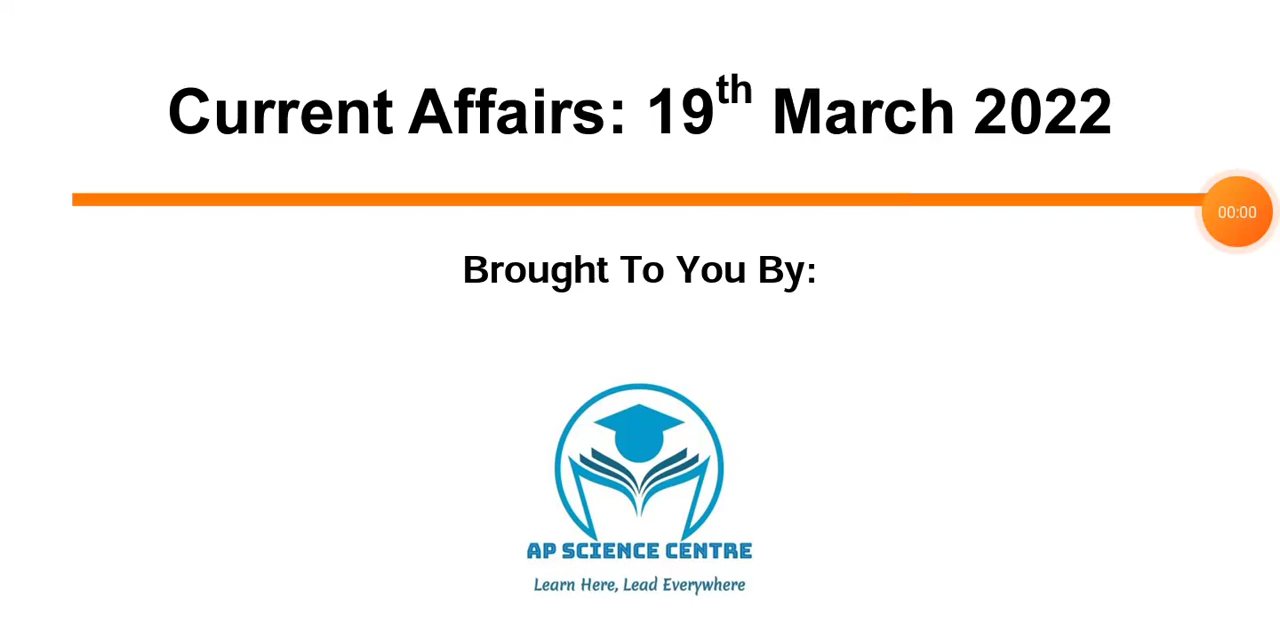 Current Affairs: 19th March 2022
00:00
Brought To You By:
AP SCIENCE CENTRE
Learn Here, Lead Everywhere